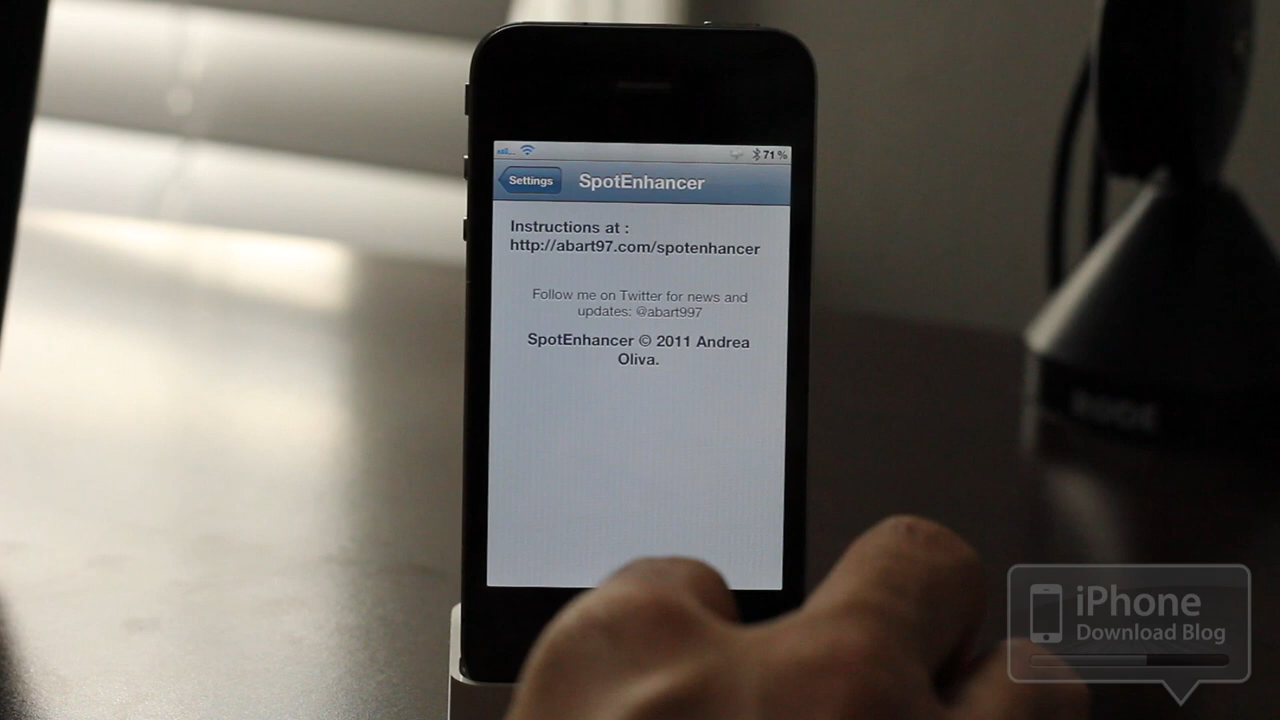 71%
Settings
SpotEnhancer
Instructions at :
http://abart97.com/spotenhancer
Follow me on Twitter for news and
updates: @abart997
SpotEnhancer © 2011 Andrea
Oliva.
iPhone
Download Blog